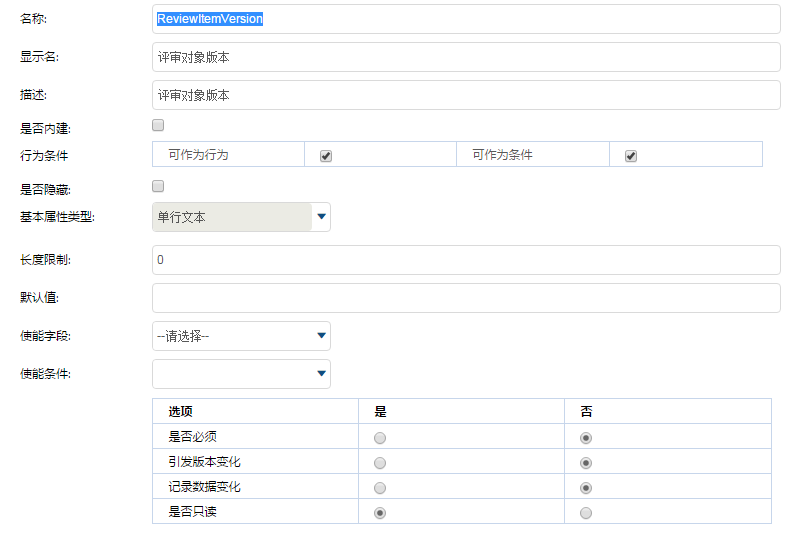 名称: ReviewItemVersion
显示名: 评审对象版本
描述: 评审对象版本
是否内建:
行为条件 可作为行为 可作为条件
是否隐藏:
基本属性类型: 单行文本
长度限制: 0
默认值:
使能字段: --请选择--
使能条件:
选项 是 否
是否必须
引发版本变化
记录数据变化
是否只读